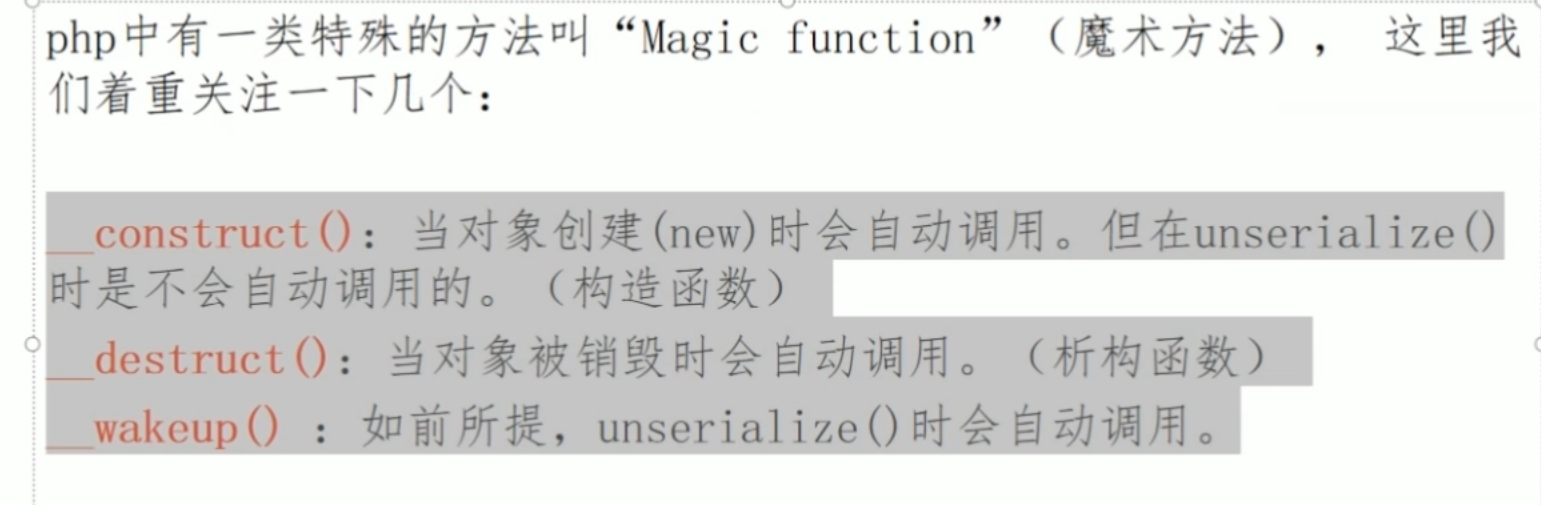 php中有一类特殊的方法叫“Magic function”（魔术方法）， 这里我
们着重关注一下几个：
__construct()：当对象创建(new)时会自动调用。但在unserialize()
时是不会自动调用的。（构造函数）
__destruct()：当对象被销毁时会自动调用。（析构函数）
__wakeup() ：如前所提，unserialize()时会自动调用。